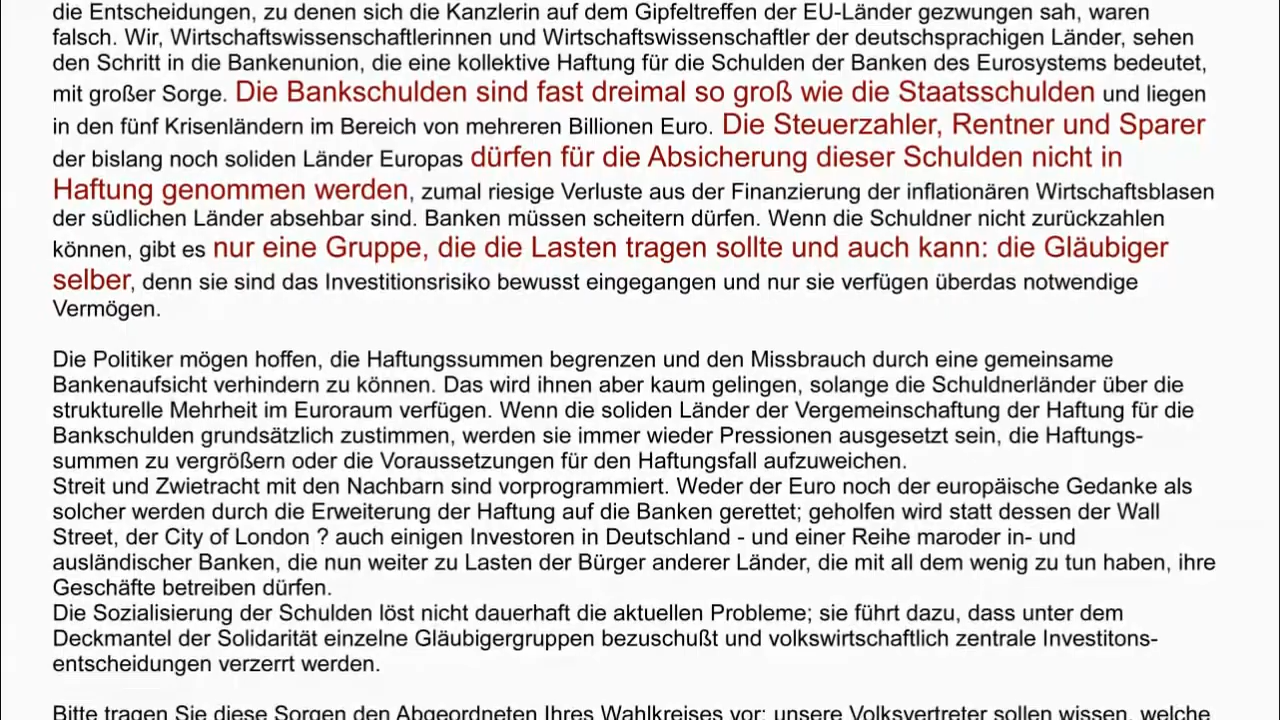 die Entscheidungen, zu denen sich die Kanzlerin auf dem Gipfeltreffen der EU-Länder gezwungen sah, waren
falsch. Wir, Wirtschaftswissenschaftlerinnen und Wirtschaftswissenschaftler der deutschsprachigen Länder, sehen
den Schritt in die Bankenunion, die eine kollektive Haftung für die Schulden der Banken des Eurosystems bedeutet,
mit großer Sorge. Die Bankschulden sind fast dreimal so groß wie die Staatsschulden und liegen
in den fünf Krisenländern im Bereich von mehreren Billionen Euro. Die Steuerzahler, Rentner und Sparer
der bislang noch soliden Länder Europas dürfen für die Absicherung dieser Schulden nicht in
Haftung genommen werden, zumal riesige Verluste aus der Finanzierung der inflationären Wirtschaftsblasen
der südlichen Länder absehbar sind. Banken müssen scheitern dürfen. Wenn die Schuldner nicht zurückzahlen
können, gibt es nur eine Gruppe, die die Lasten tragen sollte und auch kann: die Gläubiger
selber, denn sie sind das Investitionsrisiko bewusst eingegangen und nur sie verfügen überdas notwendige
Vermögen.
Die Politiker mögen hoffen, die Haftungssummen begrenzen und den Missbrauch durch eine gemeinsame
Bankenaufsicht verhindern zu können. Das wird ihnen aber kaum gelingen, solange die Schuldnerländer über die
strukturelle Mehrheit im Euroraum verfügen. Wenn die soliden Länder der Vergemeinschaftung der Haftung für die
Bankschulden grundsätzlich zustimmen, werden sie immer wieder Pressionen ausgesetzt sein, die Haftungs-
summen zu vergrößern oder die Voraussetzungen für den Haftungsfall aufzuweichen.
Streit und Zwietracht mit den Nachbarn sind vorprogrammiert. Weder der Euro noch der europäische Gedanke als
solcher werden durch die Erweiterung der Haftung auf die Banken gerettet; geholfen wird statt dessen der Wall
Street, der City of London ? auch einigen Investoren in Deutschland - und einer Reihe maroder in- und
ausländischer Banken, die nun weiter zu Lasten der Bürger anderer Länder, die mit all dem wenig zu tun haben, ihre
Geschäfte betreiben dürfen.
Die Sozialisierung der Schulden löst nicht dauerhaft die aktuellen Probleme; sie führt dazu, dass unter dem
Deckmantel der Solidarität einzelne Gläubigergruppen bezuschußt und volkswirtschaftlich zentrale Investitons-
entscheidungen verzerrt werden.
Bitte tragen Sie diese Sorgen den Abgeordneten Ihres Wahlkreises vor; unsere Volksvertreter sollen wissen, welche